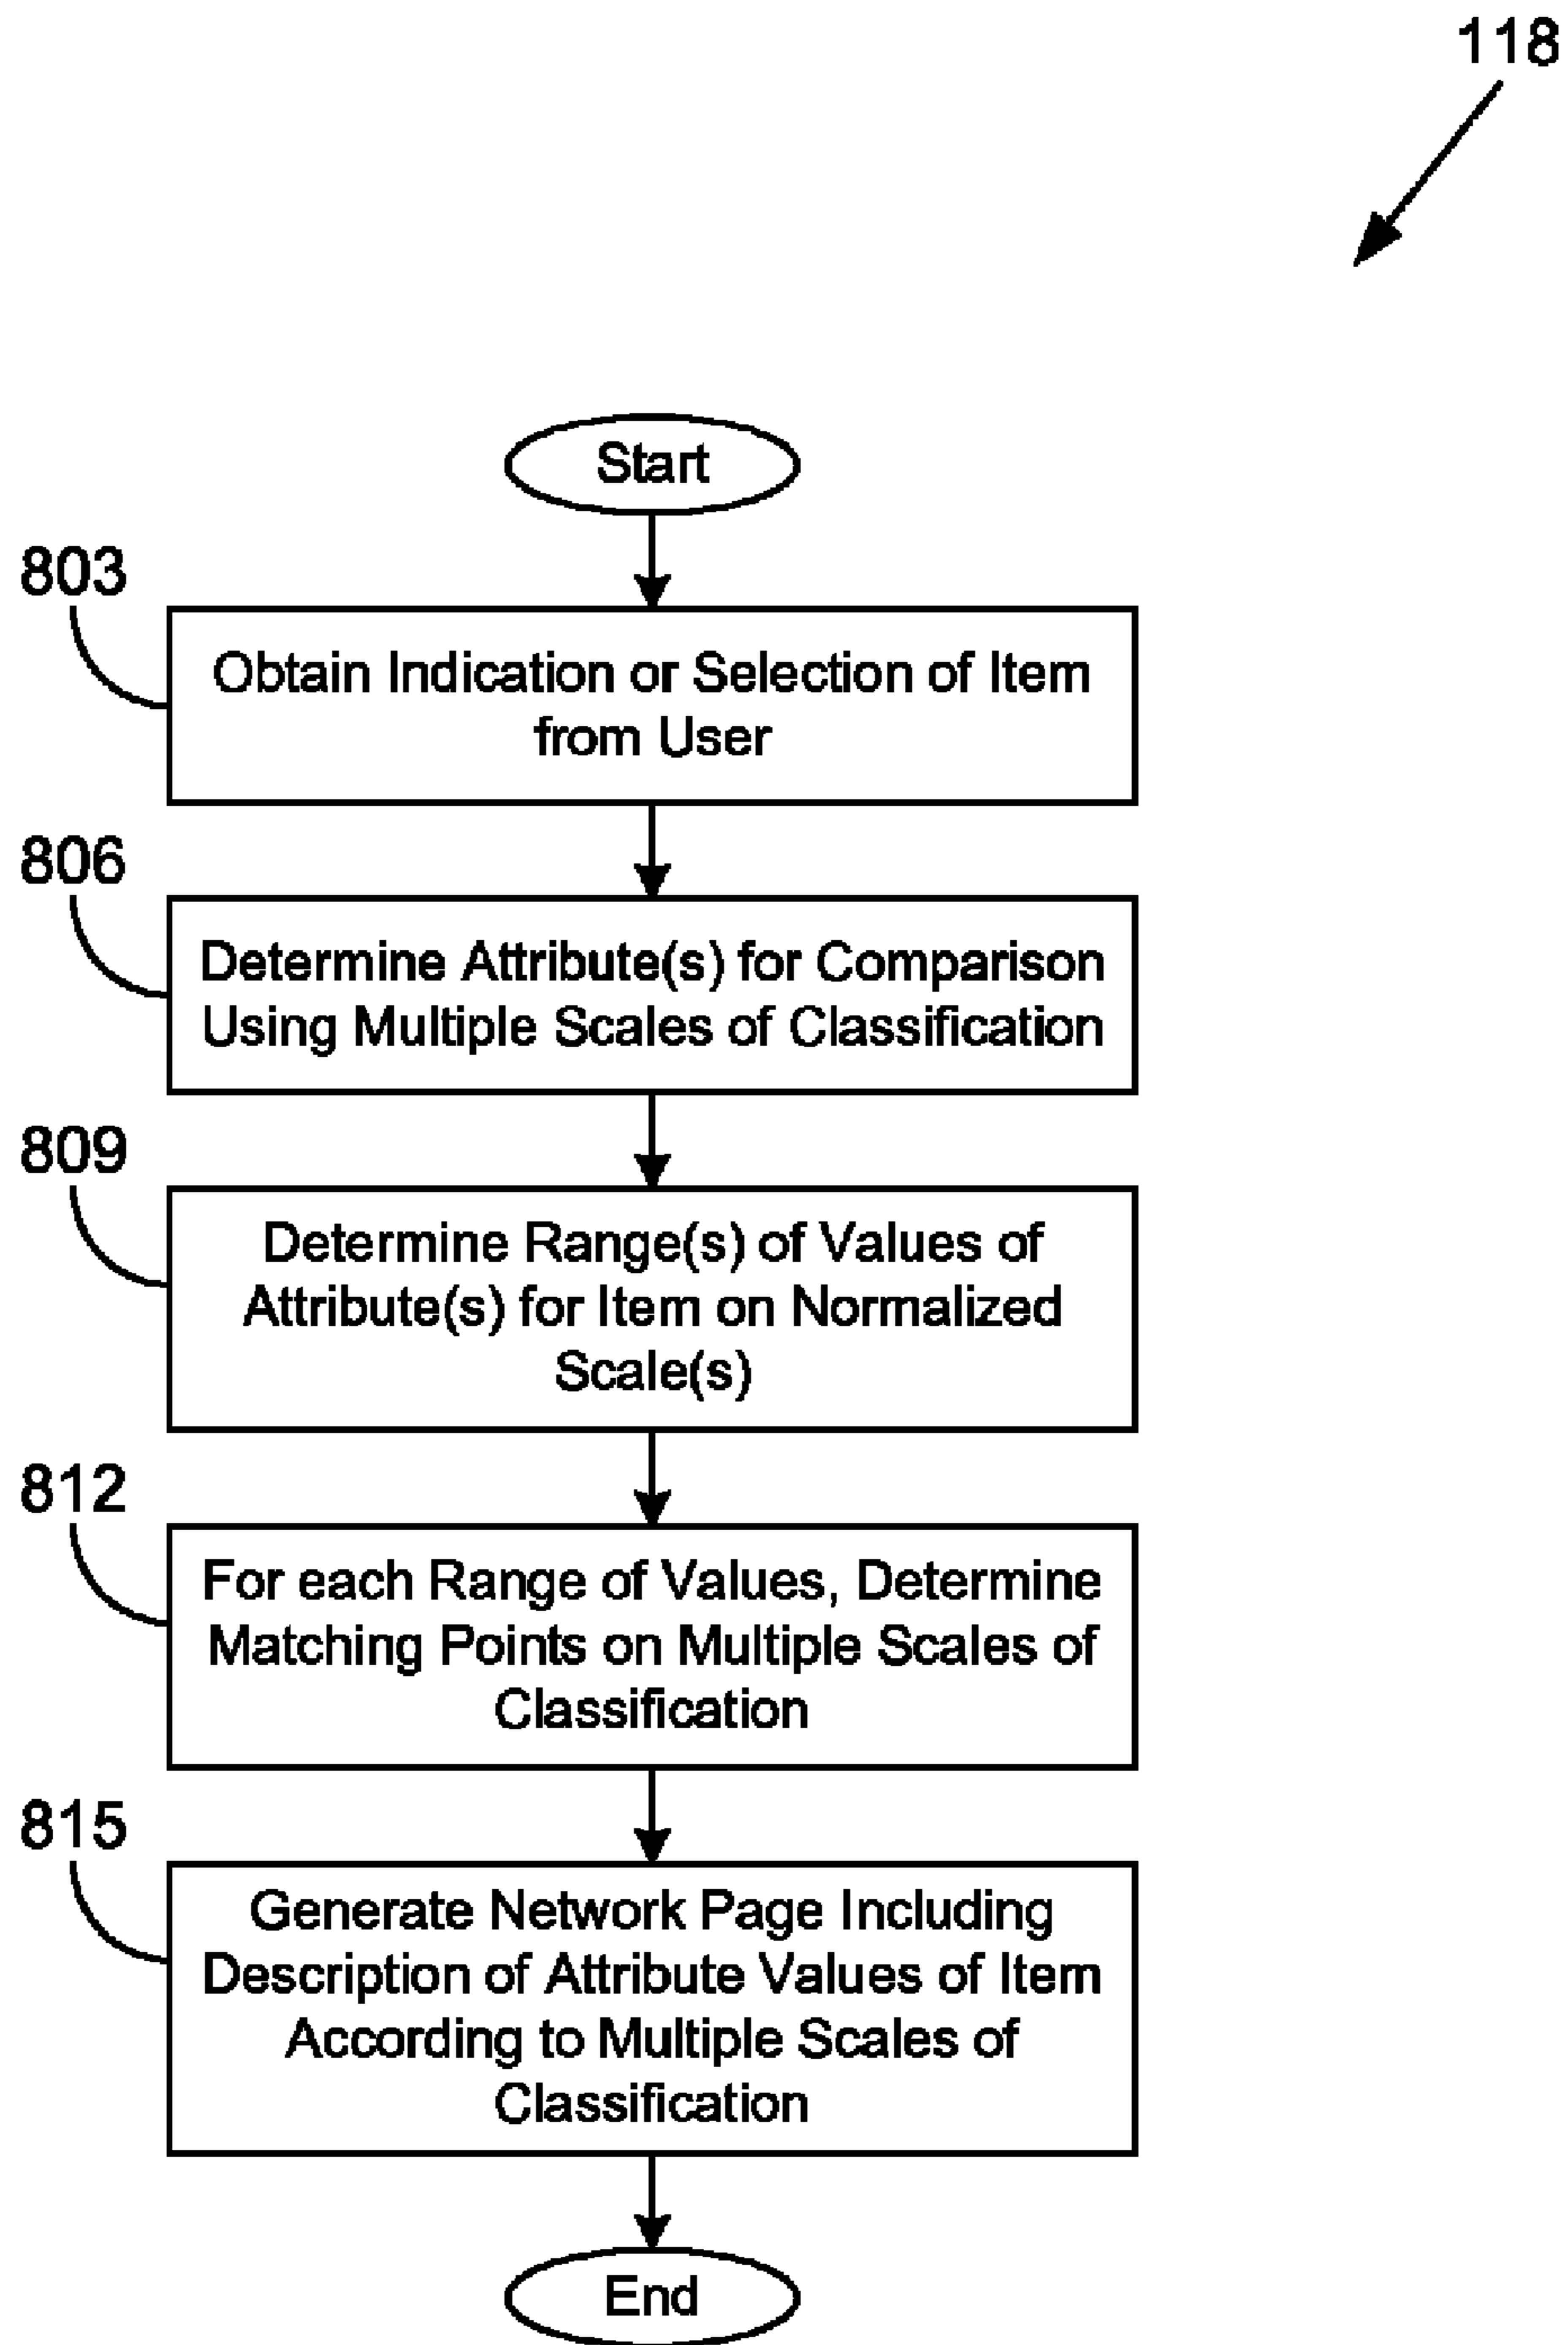 118
Start
803
Obtain Indication or Selection of Item
from User
806
Determine Attribute(s) for Comparison
Using Multiple Scales of Classification
809
Determine Range(s) of Values of
Attribute(s) for Item on Normalized
Scale(s)
812
For each Range of Values, Determine
Matching Points on Multiple Scales of
Classification
815
Generate Network Page Including
Description of Attribute Values of Item
According to Multiple Scales of
Classification
End